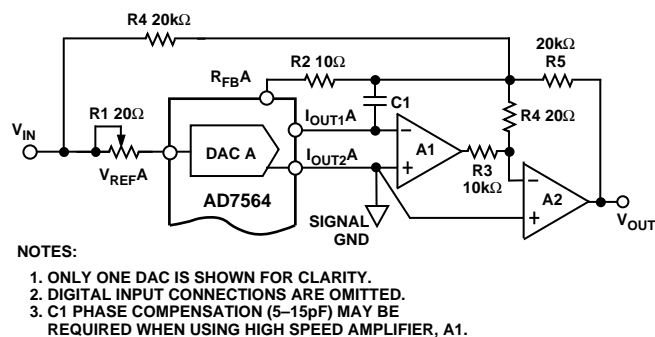 R4 20kΩ
20kΩ
R5
R2 10Ω
RFBA
C1
R1 20Ω
IOUT1A
R4 20Ω
VIN
DAC A
A1
IOUT2A
R3
10kΩ
VREFA
AD7564
A2
SIGNAL
GND
VOUT
NOTES:
1. ONLY ONE DAC IS SHOWN FOR CLARITY.
2. DIGITAL INPUT CONNECTIONS ARE OMITTED.
3. C1 PHASE COMPENSATION (5–15pF) MAY BE
REQUIRED WHEN USING HIGH SPEED AMPLIFIER, A1.